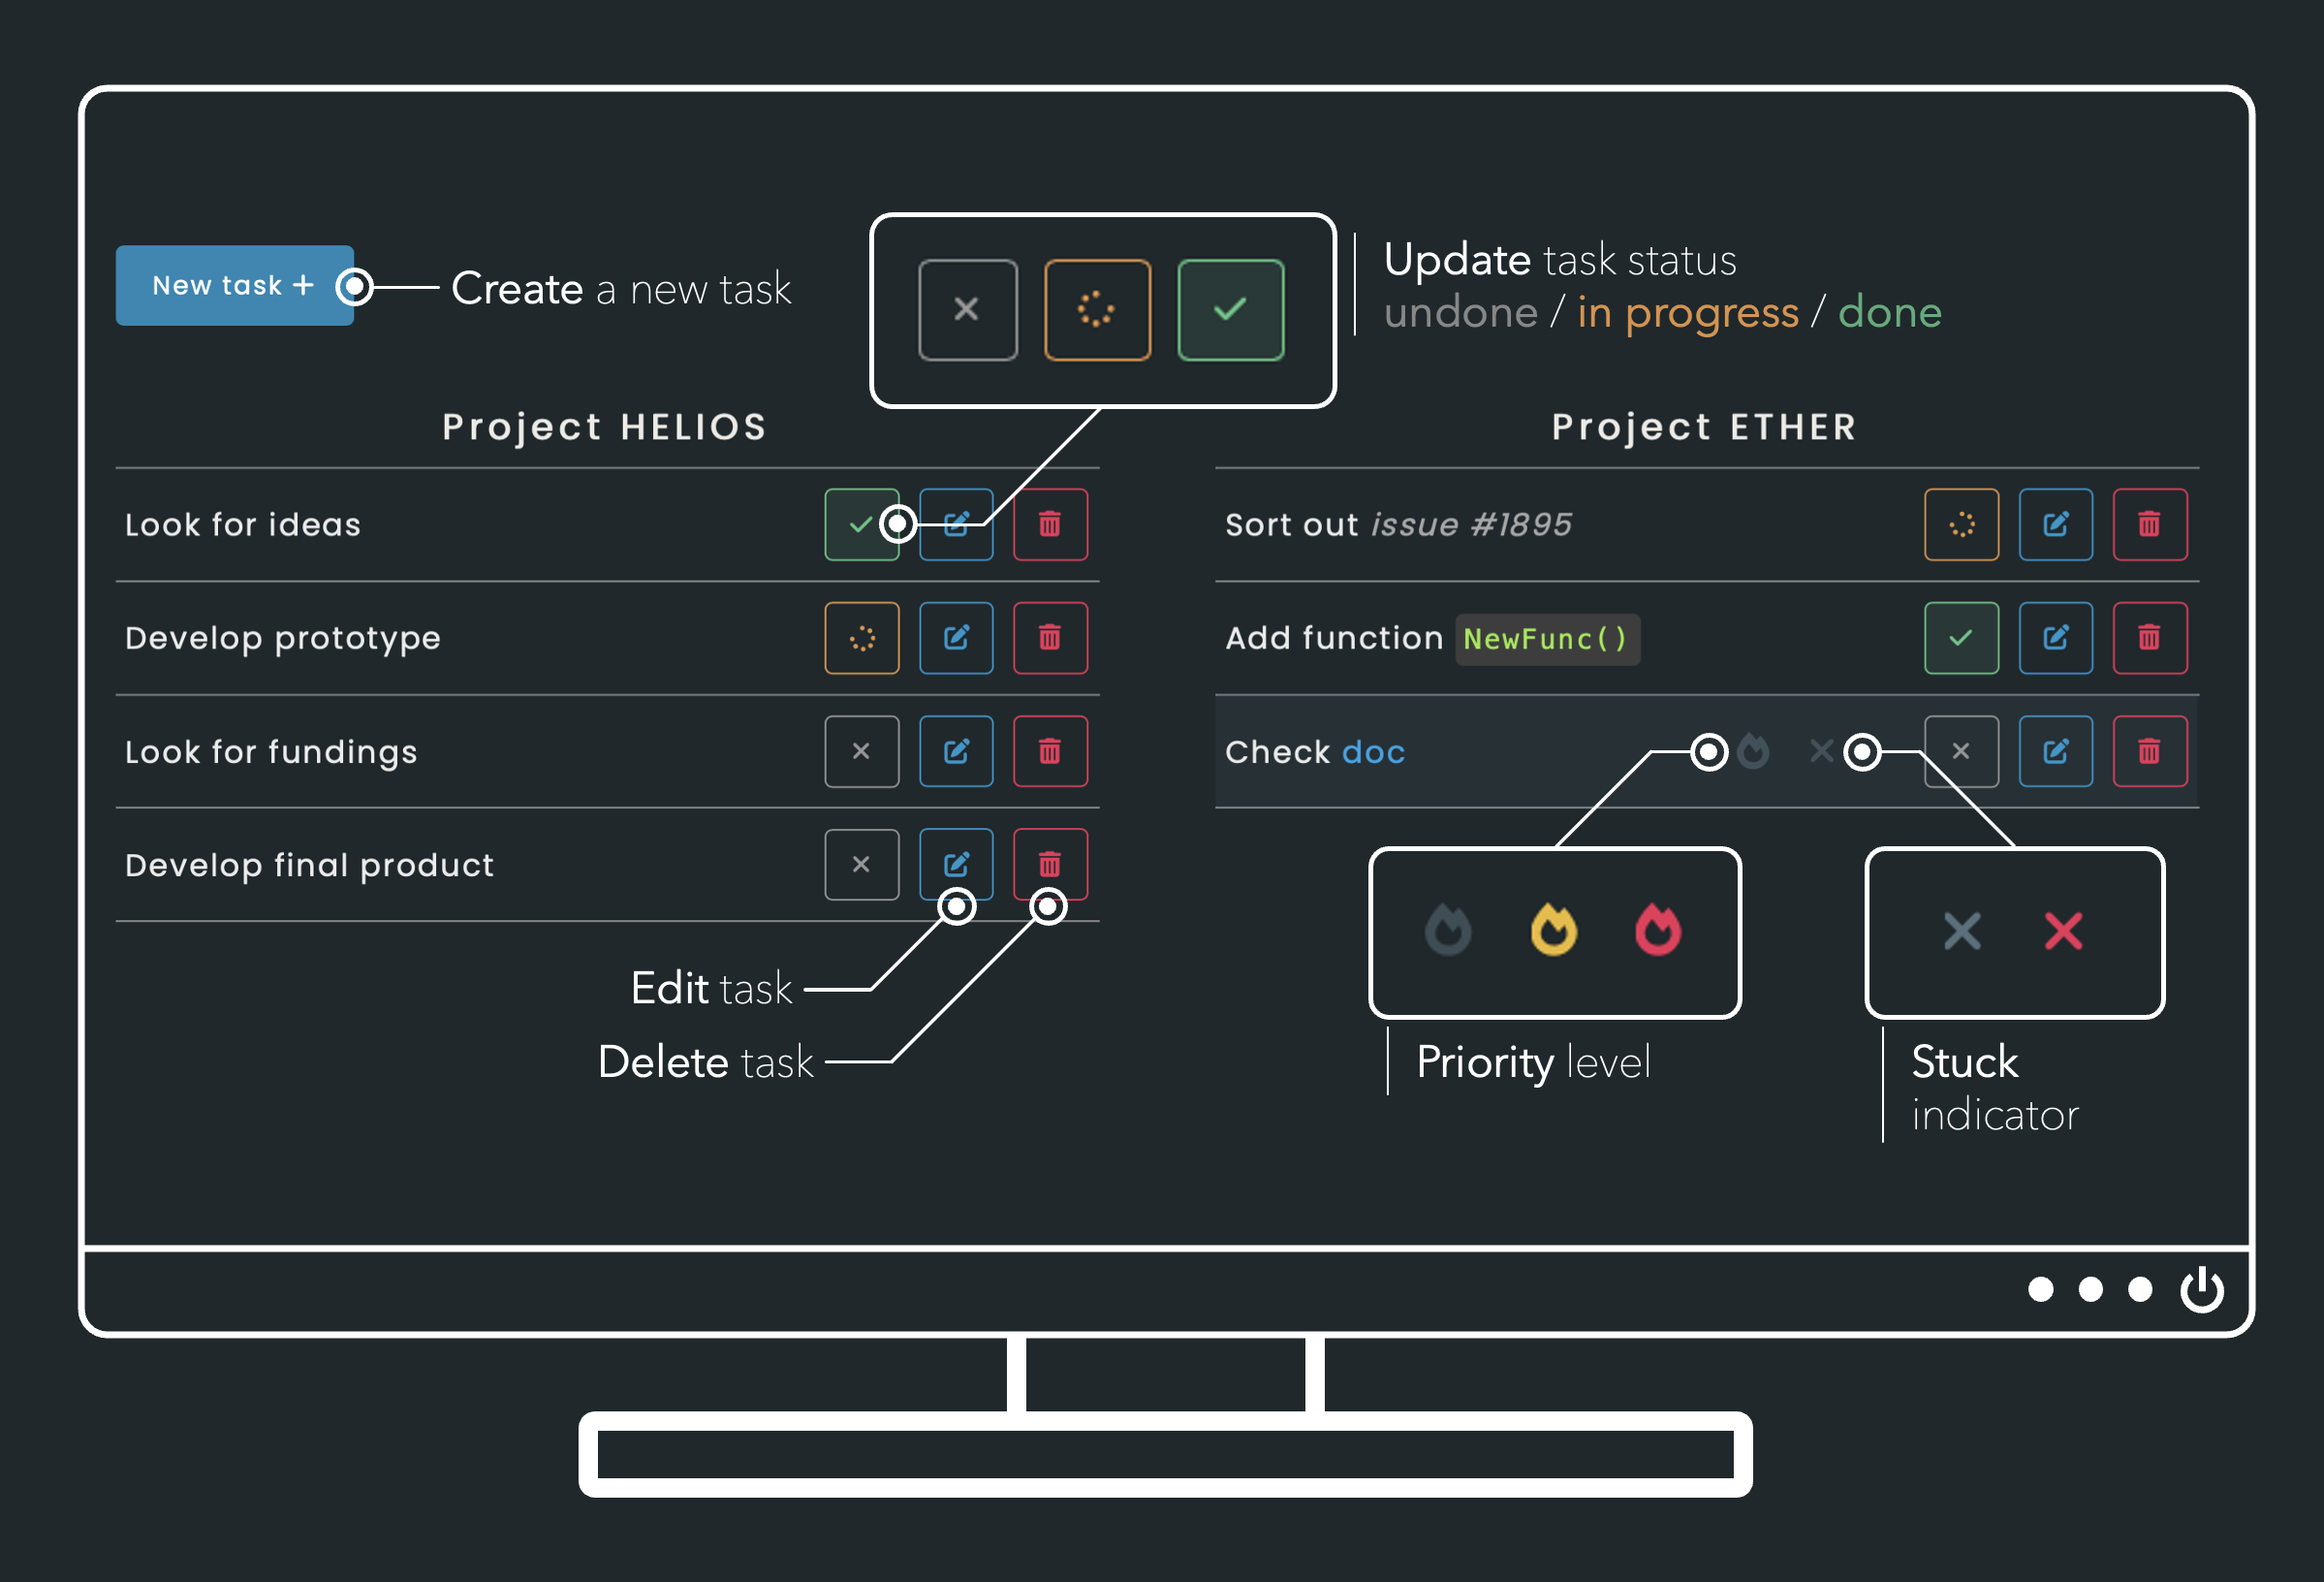 New task +
Create a new task
Update task status
undone / in progress / done
Project HELIOS
Look for ideas
Develop prototype
Look for fundings
Develop final product
Edit task
Delete task
Project ETHER
Sort out issue #1895
Add function NewFunc()
Check doc
Priority level
Stuck
indicator